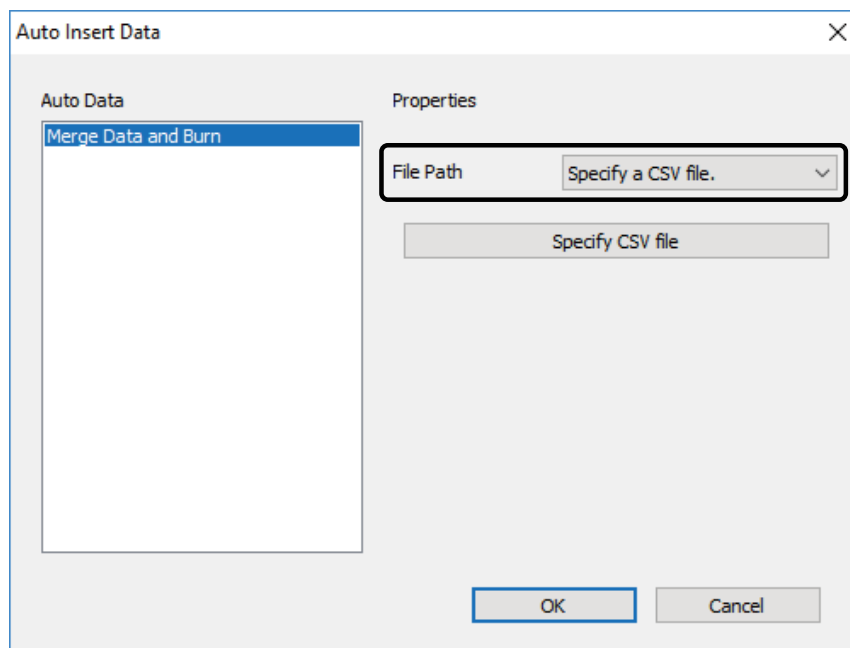 Auto Insert Data
Auto Data
Merge Data and Burn
Properties
File Path
Specify a CSV file.
Specify CSV file
OK
Cancel